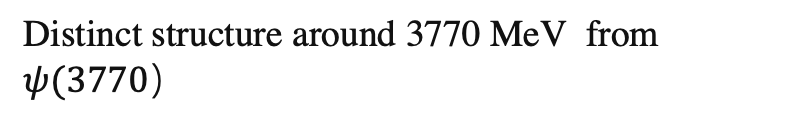 Distinct structure around 3770 MeV from
ψ(3770)